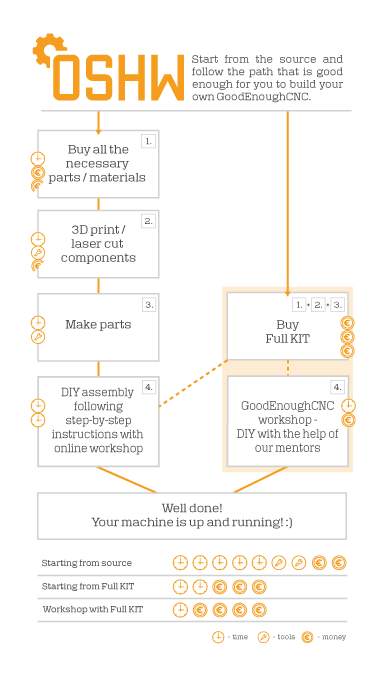 OSHW
Start from the source and
follow the path that is good
enough for you to build your
own GoodEnoughCNC.
1.
Buy all the
necessary
parts / materials
2.
3D print /
laser cut
components
3.
Make parts
1. + 2. + 3.
Buy
Full KIT
4.
DIY assembly
following
step-by-step
instructions with
online workshop
4.
GoodEnoughCNC
workshop -
DIY with the help of
our mentors
Well done!
Your machine is up and running! :)
Starting from source
Starting from Full KIT
Workshop with Full KIT
- time - tools - money